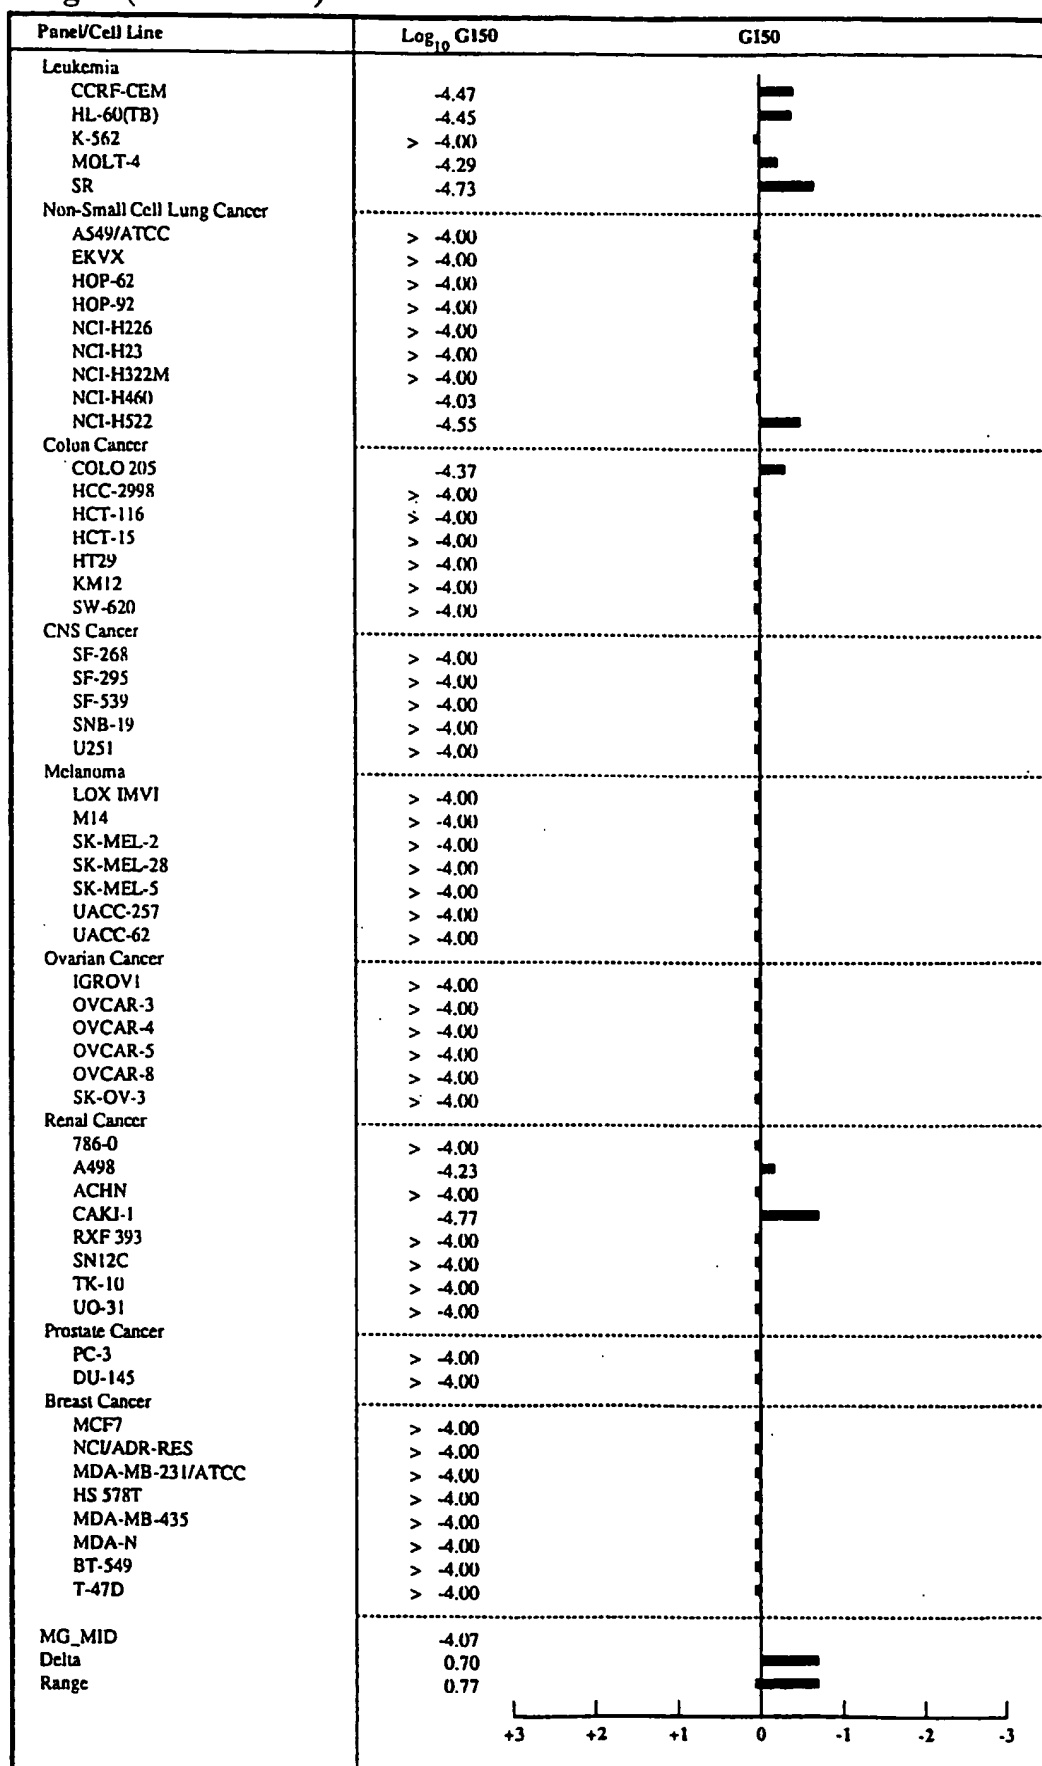 Panel/Cell Line Log10 GI50 GI50
Leukemia
CCRF-CEM -4.47
HL-60(TB) -4.45
K-562 > -4.00
MOLT-4 -4.29
SR -4.73
Non-Small Cell Lung Cancer
A549/ATCC > -4.00
EKVX > -4.00
HOP-62 > -4.00
HOP-92 > -4.00
NCI-H226 > -4.00
NCI-H23 > -4.00
NCI-H322M > -4.00
NCI-H460 -4.03
NCI-H522 -4.55
Colon Cancer
COLO 205 -4.37
HCC-2998 > -4.00
HCT-116 > -4.00
HCT-15 > -4.00
HT29 > -4.00
KM12 > -4.00
SW-620 > -4.00
CNS Cancer
SF-268 > -4.00
SF-295 > -4.00
SF-539 > -4.00
SNB-19 > -4.00
U251 > -4.00
Melanoma
LOX IMVI > -4.00
M14 > -4.00
SK-MEL-2 > -4.00
SK-MEL-28 > -4.00
SK-MEL-5 > -4.00
UACC-257 > -4.00
UACC-62 > -4.00
Ovarian Cancer
IGROV1 > -4.00
OVCAR-3 > -4.00
OVCAR-4 > -4.00
OVCAR-5 > -4.00
OVCAR-8 > -4.00
SK-OV-3 > -4.00
Renal Cancer
786-0 > -4.00
A498 -4.23
ACHN > -4.00
CAKI-1 -4.77
RXF 393 > -4.00
SN12C > -4.00
TK-10 > -4.00
UO-31 > -4.00
Prostate Cancer
PC-3 > -4.00
DU-145 > -4.00
Breast Cancer
MCF7 > -4.00
NCI/ADR-RES > -4.00
MDA-MB-231/ATCC > -4.00
HS 578T > -4.00
MDA-MB-435 > -4.00
MDA-N > -4.00
BT-549 > -4.00
T-47D > -4.00
MG_MID -4.07
Delta 0.70
Range 0.77
+3 +2 +1 0 -1 -2 -3